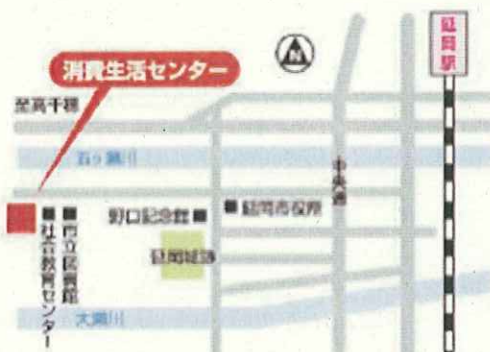 延岡駅
消費生活センター
N
至高千穂
五ヶ瀬川
中央通
野口記念館
延岡市役所
市立図書館
社会教育センター
延岡城跡
大瀬川